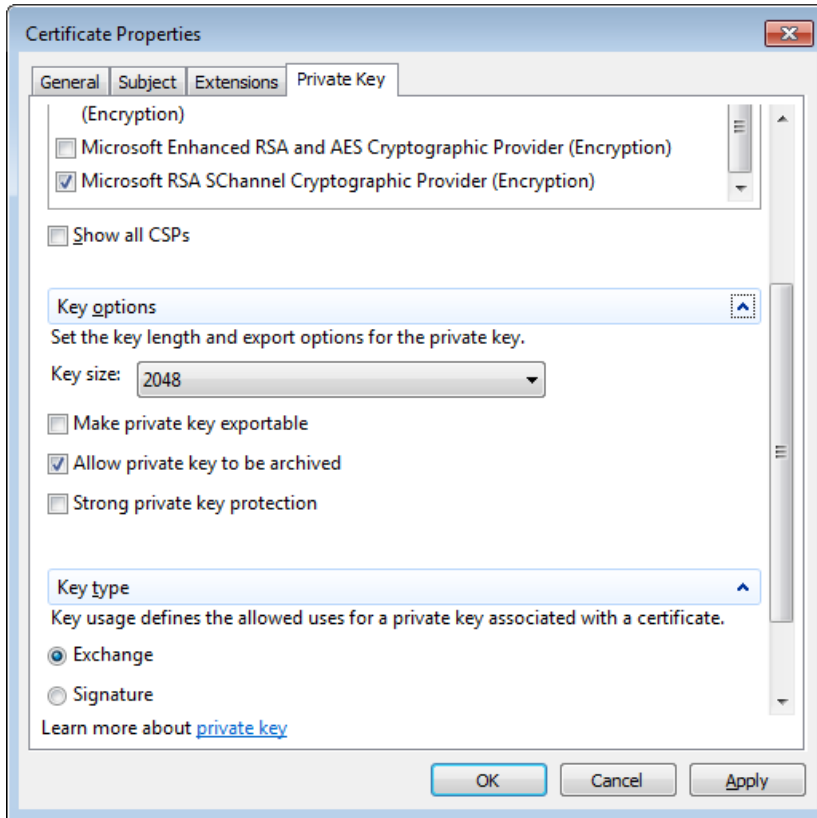 Certificate Properties
General Subject Extensions Private Key
(Encryption)
Microsoft Enhanced RSA and AES Cryptographic Provider (Encryption)
Microsoft RSA SChannel Cryptographic Provider (Encryption)
Show all CSPs
Key options
Set the key length and export options for the private key.
Key size: 2048
Make private key exportable
Allow private key to be archived
Strong private key protection
Key type
Key usage defines the allowed uses for a private key associated with a certificate.
Exchange
Signature
Learn more about private key
OK Cancel Apply